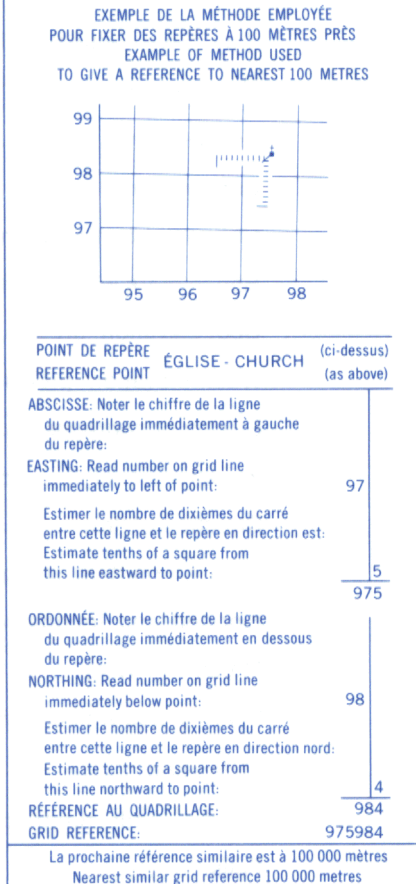 EXEMPLE DE LA MÉTHODE EMPLOYÉE
POUR FIXER DES REPÈRES À 100 MÈTRES PRÈS
EXAMPLE OF METHOD USED
TO GIVE A REFERENCE TO NEAREST 100 METRES
99
98
97
95 96 97 98
POINT DE REPÈRE
REFERENCE POINT
ÉGLISE - CHURCH
(ci-dessus)
(as above)
ABSCISSE: Noter le chiffre de la ligne
du quadrillage immédiatement à gauche
du repère:
EASTING: Read number on grid line
immediately to left of point: 97
Estimer le nombre de dixièmes du carré
entre cette ligne et le repère en direction est:
Estimate tenths of a square from
this line eastward to point: 5
975
ORDONNÉE: Noter le chiffre de la ligne
du quadrillage immédiatement en dessous
du repère:
NORTHING: Read number on grid line
immediately below point: 98
Estimer le nombre de dixièmes du carré
entre cette ligne et le repère en direction nord:
Estimate tenths of a square from
this line northward to point: 4
RÉFÉRENCE AU QUADRILLAGE: 984
GRID REFERENCE: 975984
La prochaine référence similaire est à 100 000 mètres
Nearest similar grid reference 100 000 metres